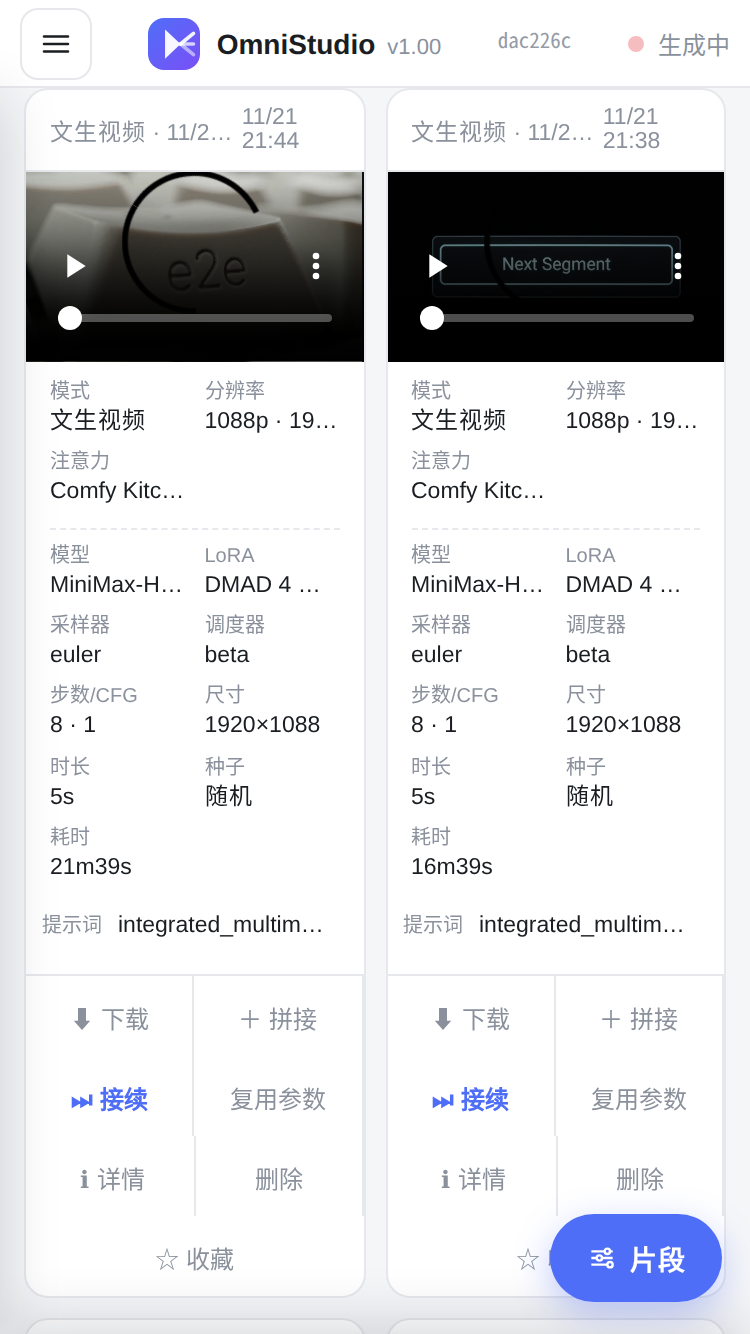 OmniStudio v1.00 dac226c 生成中
文生视频 · 11/2… 11/21 21:44
e2e
模式 分辨率
文生视频 1088p · 19…
注意力
Comfy Kitc…
模型 LoRA
MiniMax-H… DMAD 4 …
采样器 调度器
euler beta
步数/CFG 尺寸
8 · 1 1920×1088
时长 种子
5s 随机
耗时
21m39s
提示词 integrated_multim…
下载 + 拼接
接续 复用参数
详情 删除
☆ 收藏
文生视频 · 11/2… 11/21 21:38
Next Segment
模式 分辨率
文生视频 1088p · 19…
注意力
Comfy Kitc…
模型 LoRA
MiniMax-H… DMAD 4 …
采样器 调度器
euler beta
步数/CFG 尺寸
8 · 1 1920×1088
时长 种子
5s 随机
耗时
16m39s
提示词 integrated_multim…
下载 + 拼接
接续 复用参数
详情 删除
☆
片段